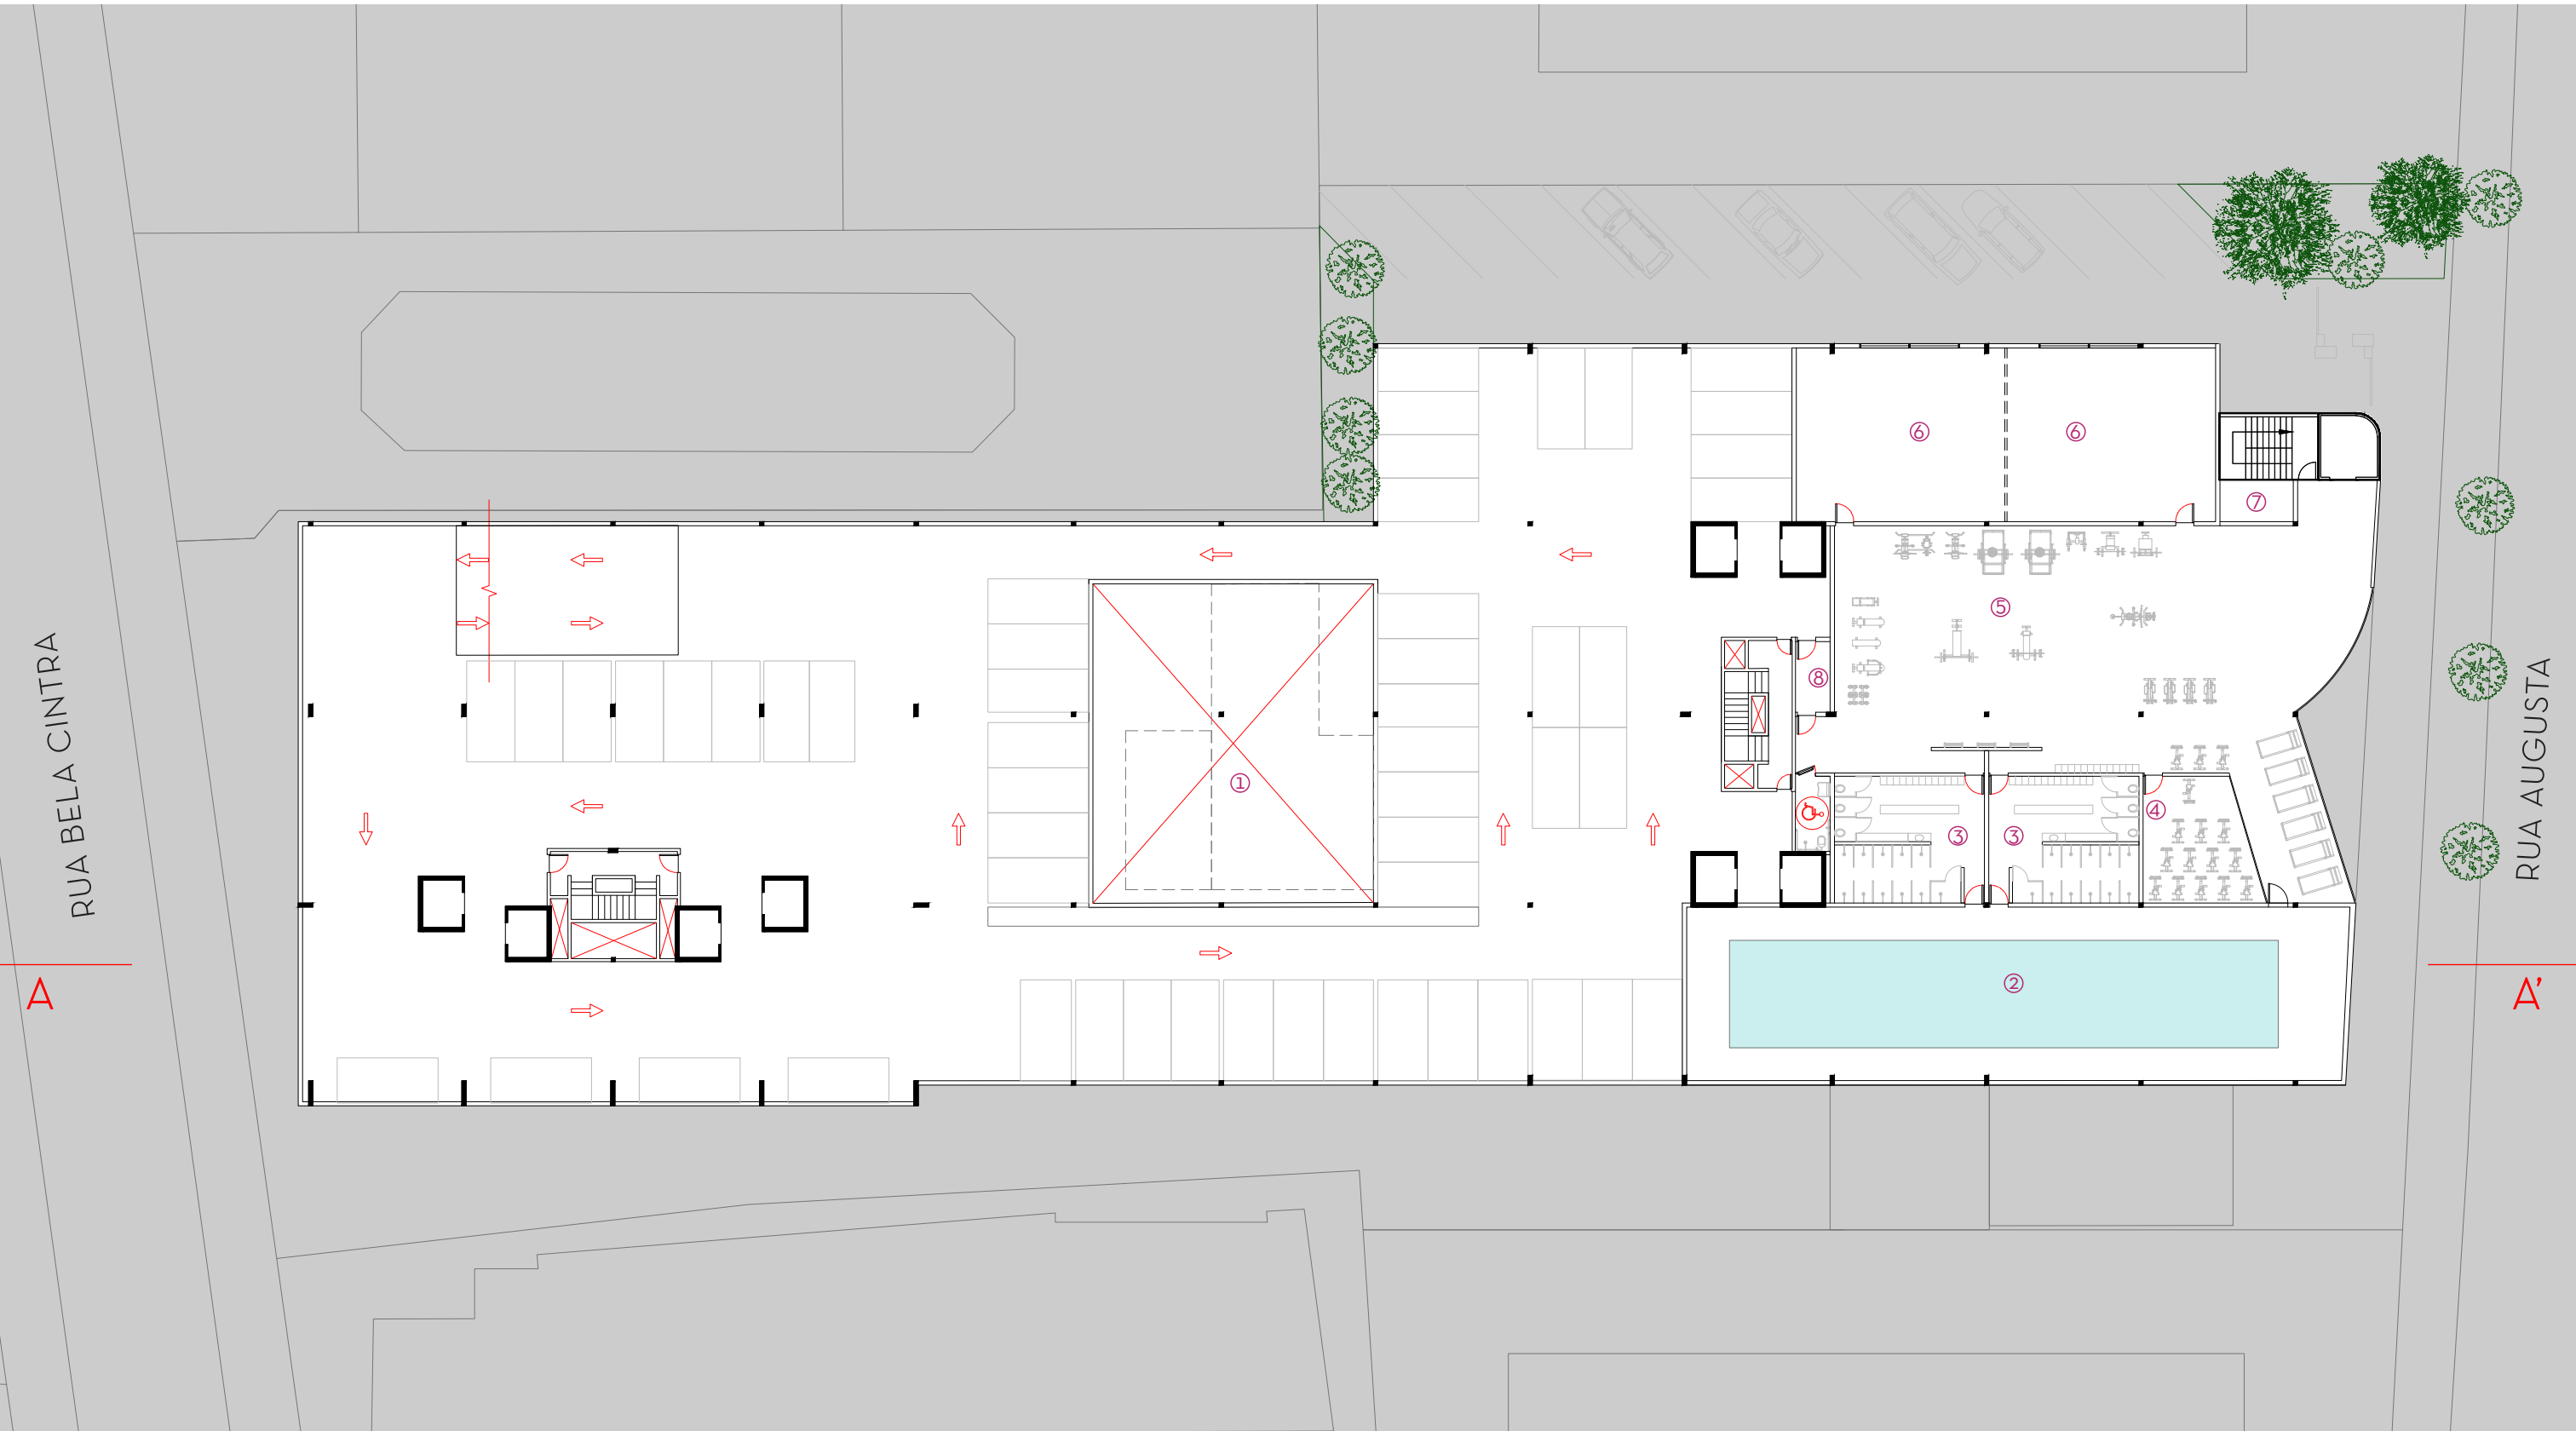 ⑥ ⑥
⑦
⑤
⑧
①
④
③ ③
②
RUA BELA CINTRA
RUA AUGUSTA
A A'